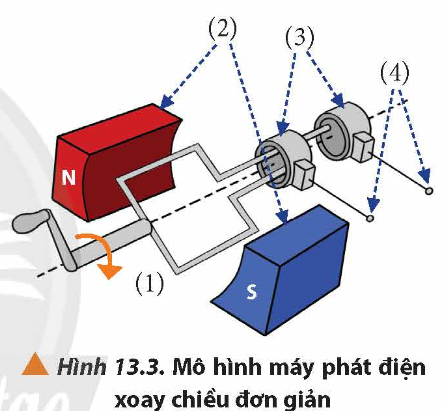 (2)
(3)
(4)
N
(1)
S
Hình 13.3. Mô hình máy phát điện
xoay chiều đơn giản